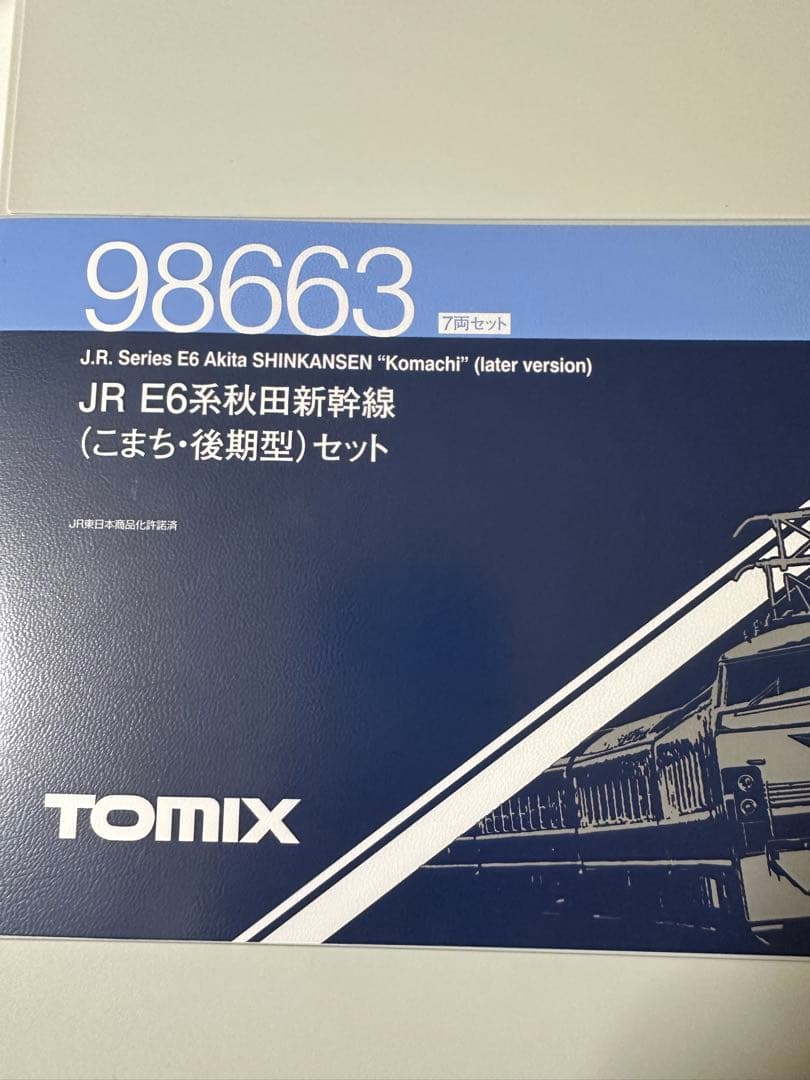 98663
7両セット
J.R. Series E6 Akita SHINKANSEN “Komachi” (later version)
JR E6系秋田新幹線
(こまち・後期型)セット
JR東日本商品化許諾済
TOMIX